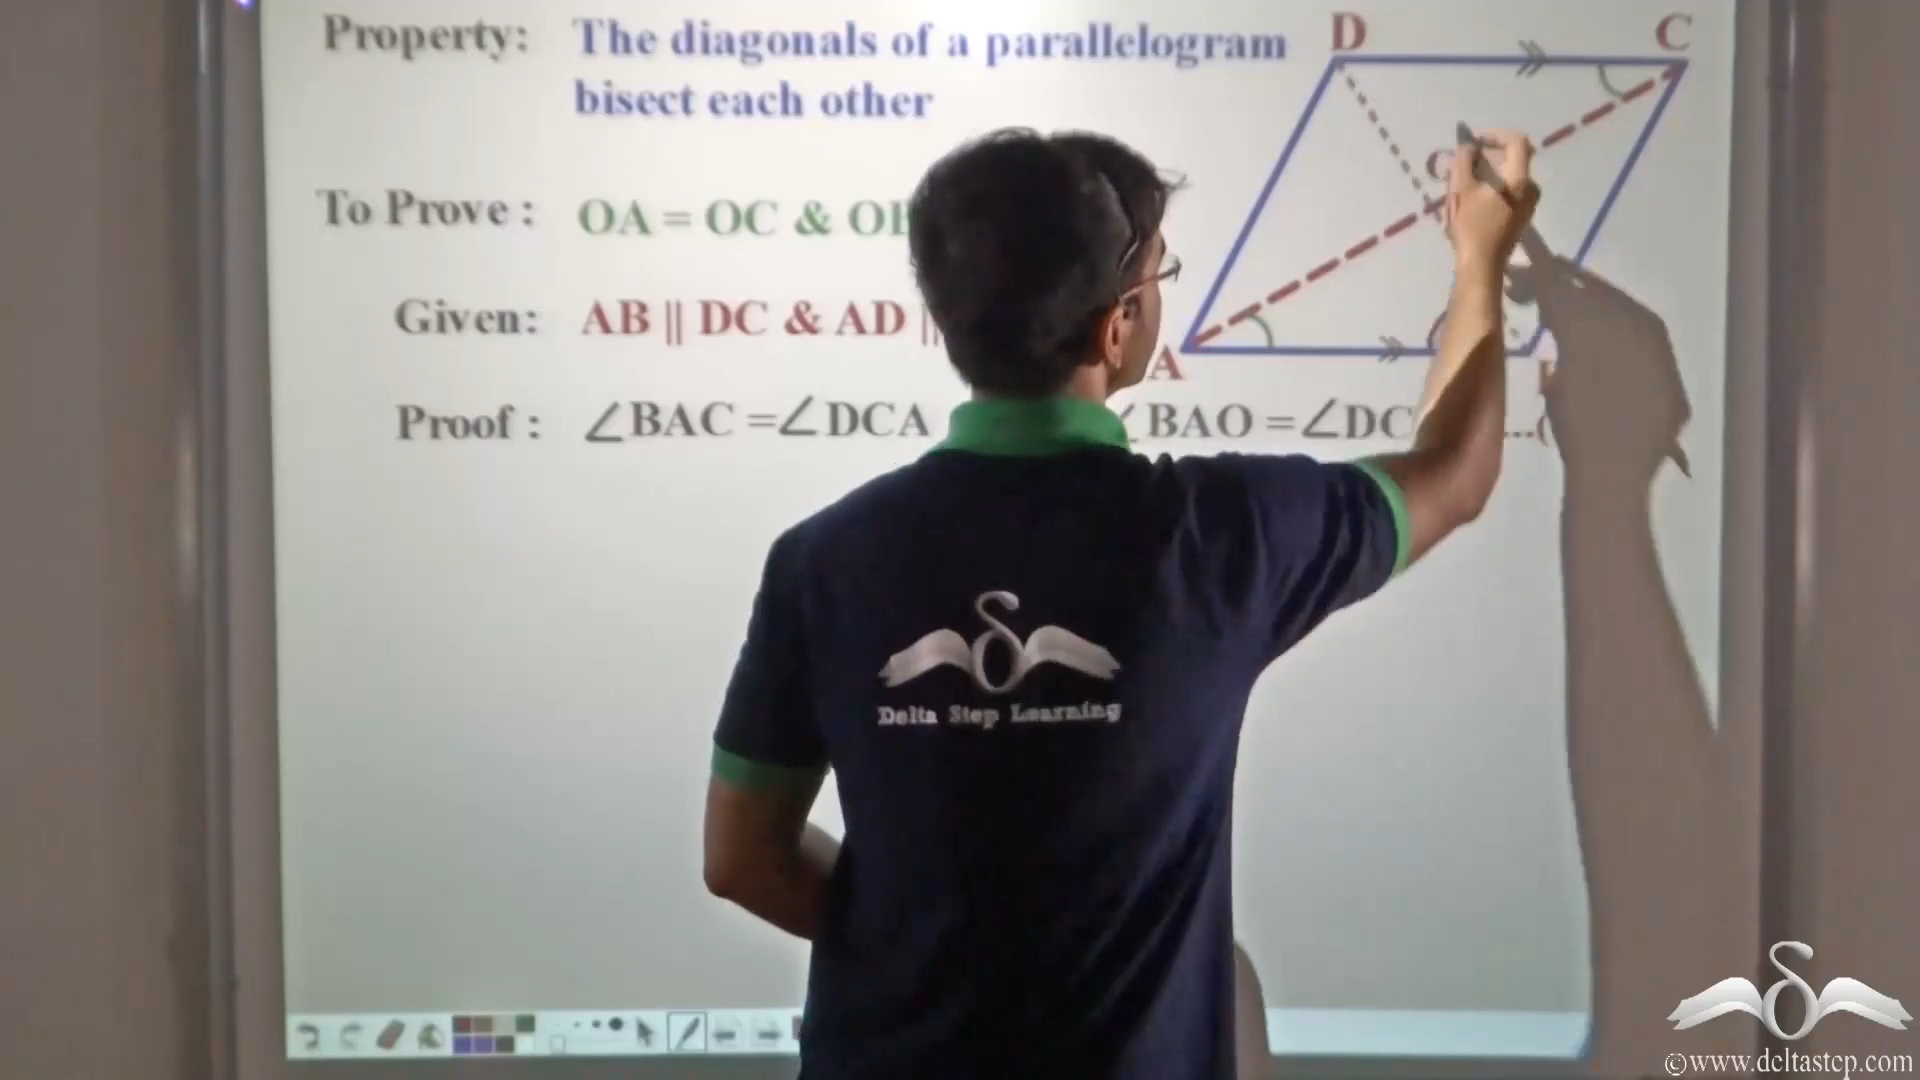 Property: The diagonals of a parallelogram
bisect each other
D C
To Prove : OA = OC & O
Given: AB || DC & AD ||
A
Proof : ∠BAC =∠DCA ∠BAO =∠DC ...(
Delta Step Learning
©www.deltastep.com